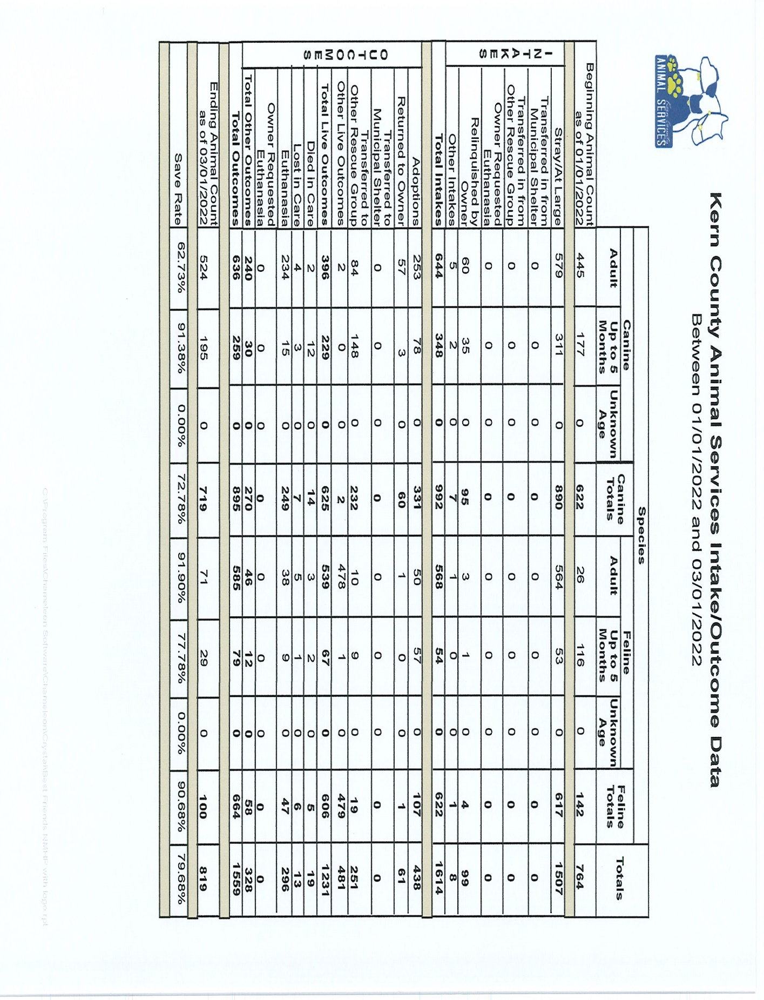 Kern County Animal Services Intake/Outcome Data
Between 01/01/2022 and 03/01/2022
ANIMAL SERVICES
Species
Canine Canine Feline Feline Totals
Adult Up to 5 Months Unknown Age Totals Adult Up to 5 Months Unknown Age Totals
Beginning Animal Count
as of 01/01/2022 445 177 0 622 26 116 0 142 764
INTAKES
Stray/At Large 579 311 0 890 564 53 0 617 1507
Transferred in from
Municipal Shelter 0 0 0 0 0 0 0 0 0
Transferred in from
Other Rescue Group 0 0 0 0 0 0 0 0 0
Owner Requested
Euthanasia 0 0 0 0 0 0 0 0 0
Relinquished by
Owner 60 35 0 95 3 1 0 4 99
Other Intakes 5 2 0 7 1 0 0 1 8
Total Intakes 644 348 0 992 568 54 0 622 1614
OUTCOMES
Adoptions 253 78 0 331 50 57 0 107 438
Returned to Owner 57 3 0 60 1 0 0 1 61
Transferred to
Municipal Shelter 0 0 0 0 0 0 0 0 0
Transferred to
Other Rescue Group 84 148 0 232 10 9 0 19 251
Other Live Outcomes 2 0 0 2 478 1 0 479 481
Total Live Outcomes 396 229 0 625 539 67 0 606 1231
Died in Care 2 12 0 14 3 2 0 5 19
Lost in Care 4 3 0 7 5 1 0 6 13
Euthanasia 234 15 0 249 38 9 0 47 296
Owner Requested
Euthanasia 0 0 0 0 0 0 0 0 0
Total Other Outcomes 240 30 0 270 46 12 0 58 328
Total Outcomes 636 259 0 895 585 79 0 664 1559
Ending Animal Count
as of 03/01/2022 524 195 0 719 71 29 0 100 819
Save Rate 62.73% 91.38% 0.00% 72.78% 91.90% 77.78% 0.00% 90.68% 79.68%
C:\Program Files\Chameleon Software\Chameleon\Crystal\Best Friends NMHP with logo.rpt